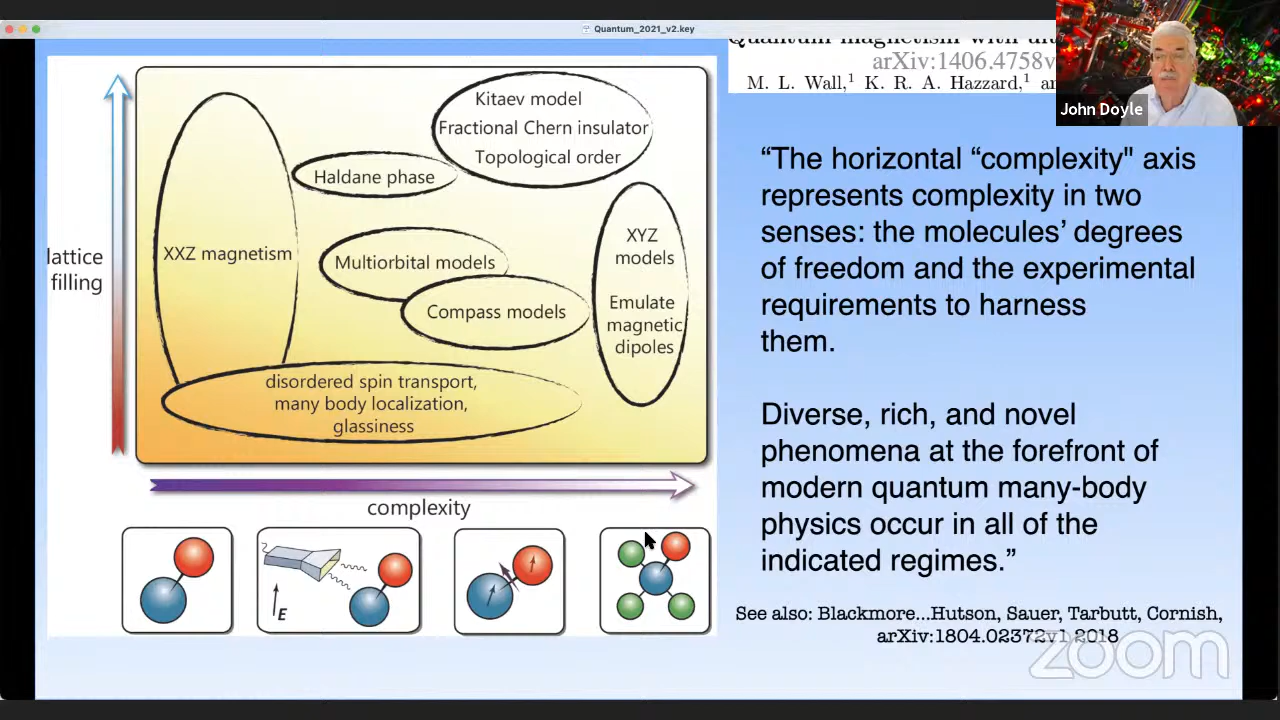 Quantum_2021_v2.key
Quantum magnetism with
arXiv:1406.4758v
M. L. Wall,¹ K. R. A. Hazzard,¹
John Doyle
lattice
filling
XXZ magnetism
Kitaev model
Fractional Chern insulator
Topological order
Haldane phase
Multiorbital models
Compass models
XYZ
models
Emulate
magnetic
dipoles
disordered spin transport,
many body localization,
glassiness
complexity
E
“The horizontal “complexity" axis
represents complexity in two
senses: the molecules’ degrees
of freedom and the experimental
requirements to harness
them.
Diverse, rich, and novel
phenomena at the forefront of
modern quantum many-body
physics occur in all of the
indicated regimes.”
See also: Blackmore...Hutson, Sauer, Tarbutt, Cornish,
arXiv:1804.02372v1 2018
zoom